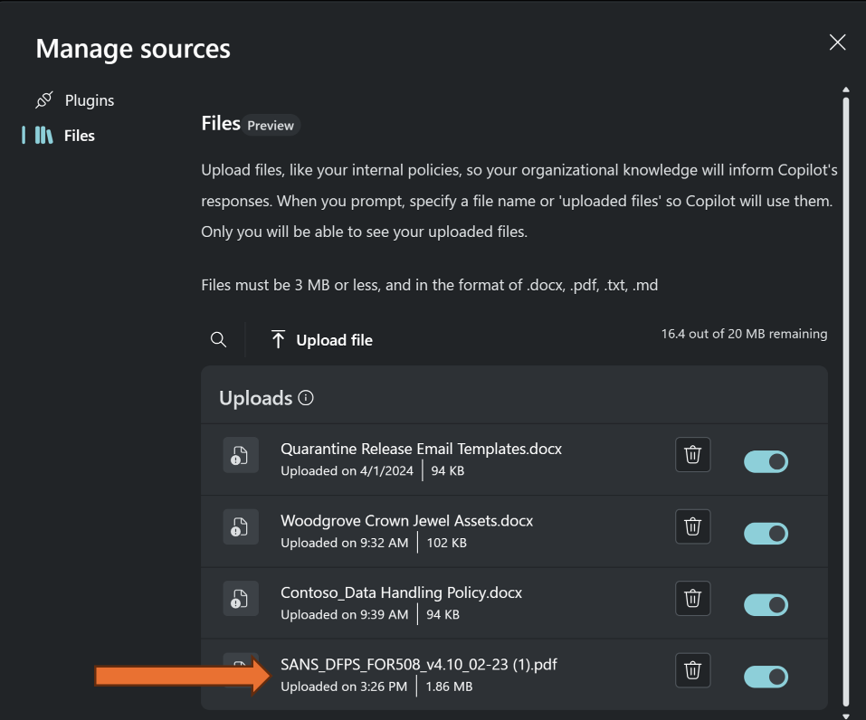 Manage sources
Plugins
Files
Files Preview
Upload files, like your internal policies, so your organizational knowledge will inform Copilot's
responses. When you prompt, specify a file name or 'uploaded files' so Copilot will use them.
Only you will be able to see your uploaded files.
Files must be 3 MB or less, and in the format of .docx, .pdf, .txt, .md
Upload file
16.4 out of 20 MB remaining
Uploads
Quarantine Release Email Templates.docx
Uploaded on 4/1/2024 | 94 KB
Woodgrove Crown Jewel Assets.docx
Uploaded on 9:32 AM | 102 KB
Contoso_Data Handling Policy.docx
Uploaded on 9:39 AM | 94 KB
SANS_DFPS_FOR508_v4.10_02-23 (1).pdf
Uploaded on 3:26 PM | 1.86 MB